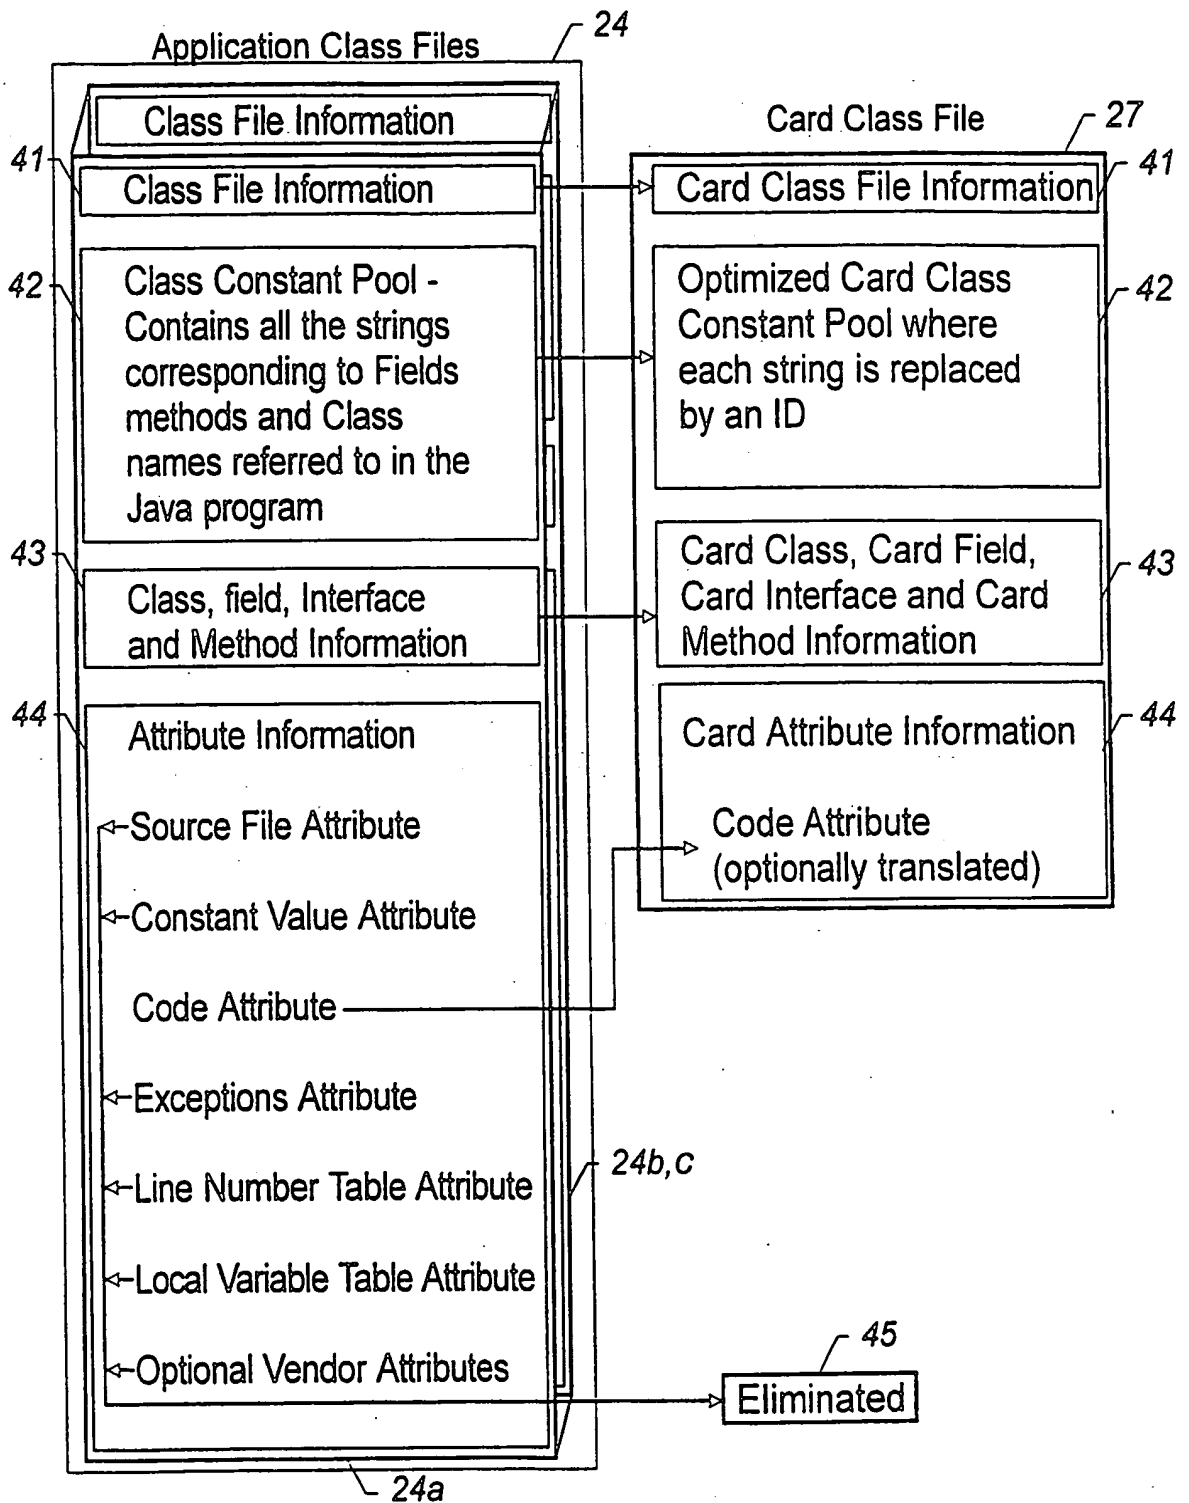 24
Application Class Files
Class File Information
Card Class File
27
41
Class File Information
Card Class File Information
41
42
Class Constant Pool -
Contains all the strings
corresponding to Fields
methods and Class
names referred to in the
Java program
Optimized Card Class
Constant Pool where
each string is replaced
by an ID
42
43
Class, field, Interface
and Method Information
Card Class, Card Field,
Card Interface and Card
Method Information
43
44
Attribute Information
Source File Attribute
Constant Value Attribute
Code Attribute
Exceptions Attribute
Line Number Table Attribute
Local Variable Table Attribute
Optional Vendor Attributes
Card Attribute Information
Code Attribute
(optionally translated)
44
24b,c
45
Eliminated
24a